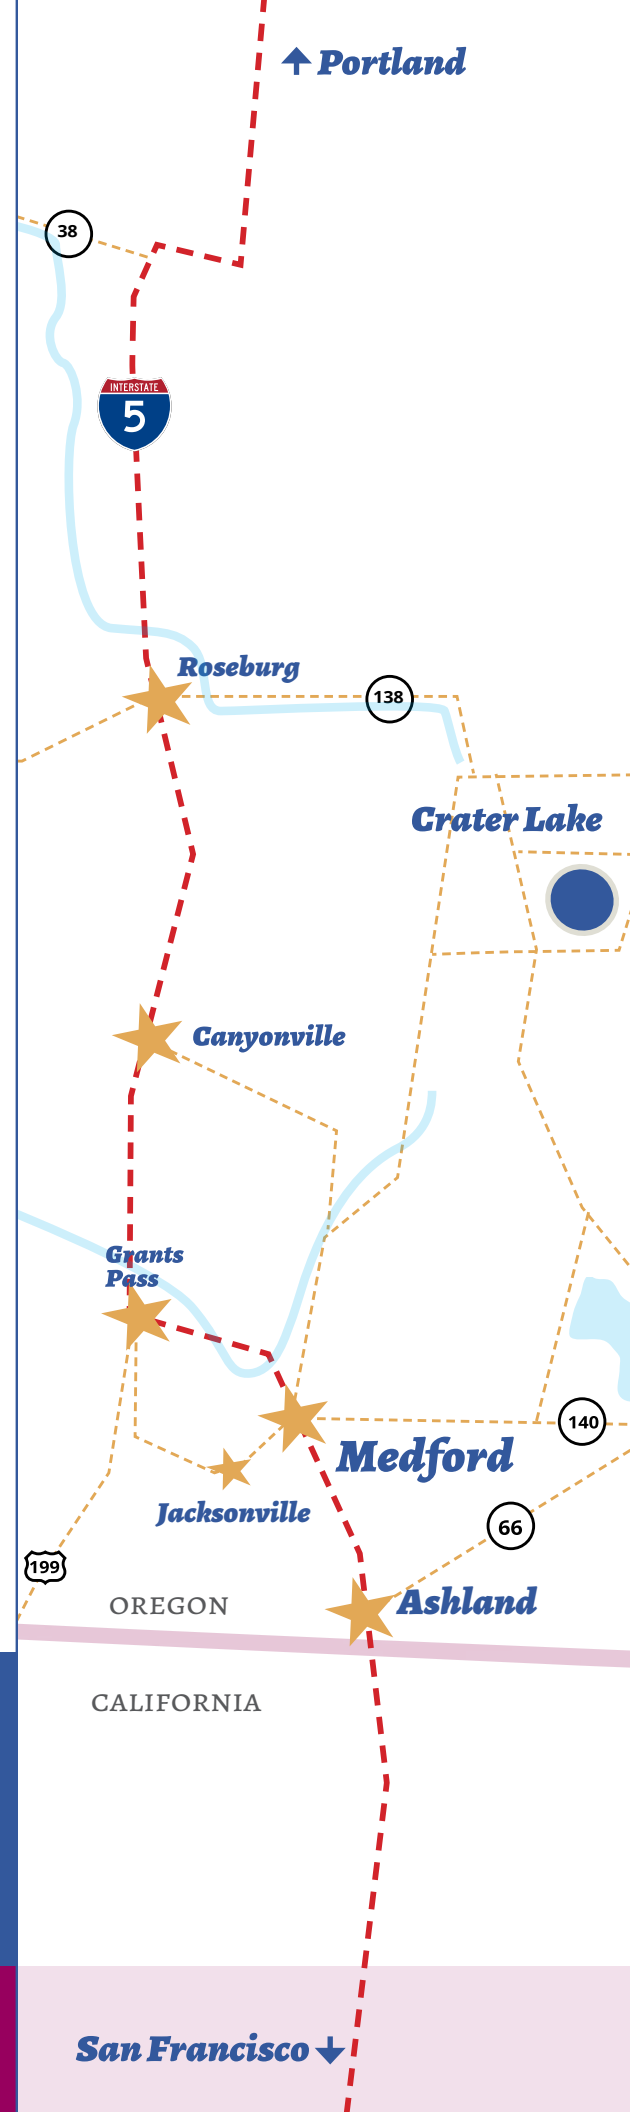 Portland
38
INTERSTATE
5
Roseburg
138
Crater Lake
Canyonville
Grants
Pass
140
Medford
Jacksonville
66
199
Ashland
OREGON
CALIFORNIA
San Francisco